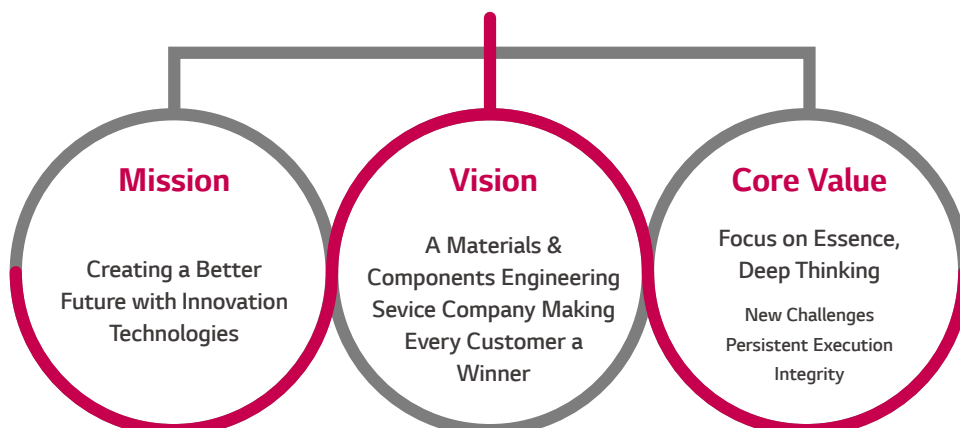 Mission
Creating a Better
Future with Innovation
Technologies
Vision
A Materials &
Components Engineering
Sevice Company Making
Every Customer a
Winner
Core Value
Focus on Essence,
Deep Thinking
New Challenges
Persistent Execution
Integrity